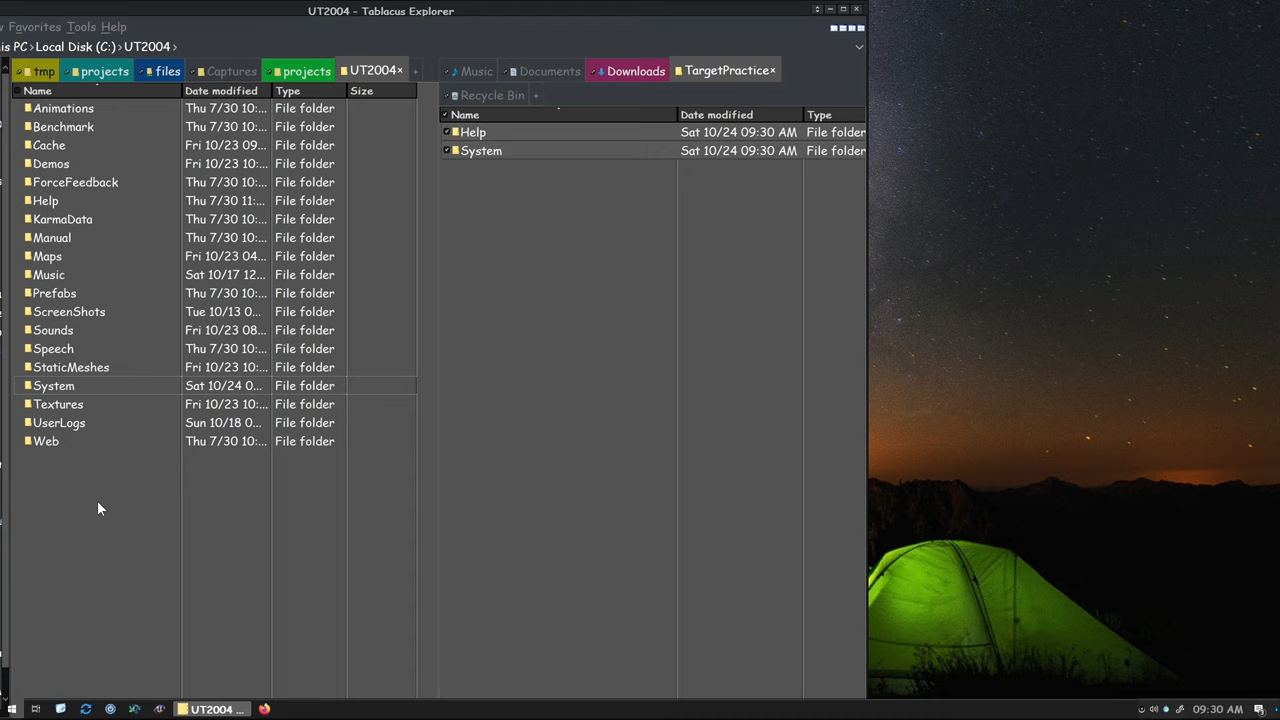 UT2004 - Tablacus Explorer
Favorites Tools Help
is PC › Local Disk (C:) › UT2004 ›
tmp projects files Captures projects UT2004× +
Music Documents Downloads TargetPractice×
Recycle Bin +
Name Date modified Type Size
Animations Thu 7/30 10:... File folder
Benchmark Thu 7/30 10:... File folder
Cache Fri 10/23 09... File folder
Demos Fri 10/23 10:... File folder
ForceFeedback Thu 7/30 10:... File folder
Help Thu 7/30 11:... File folder
KarmaData Thu 7/30 10:... File folder
Manual Thu 7/30 10:... File folder
Maps Fri 10/23 04... File folder
Music Sat 10/17 12... File folder
Prefabs Thu 7/30 10:... File folder
ScreenShots Tue 10/13 0... File folder
Sounds Fri 10/23 08... File folder
Speech Thu 7/30 10:... File folder
StaticMeshes Fri 10/23 10:... File folder
System Sat 10/24 0... File folder
Textures Fri 10/23 10:... File folder
UserLogs Sun 10/18 0... File folder
Web Thu 7/30 10:... File folder
Name Date modified Type
Help Sat 10/24 09:30 AM File folder
System Sat 10/24 09:30 AM File folder
UT2004 ...
09:30 AM